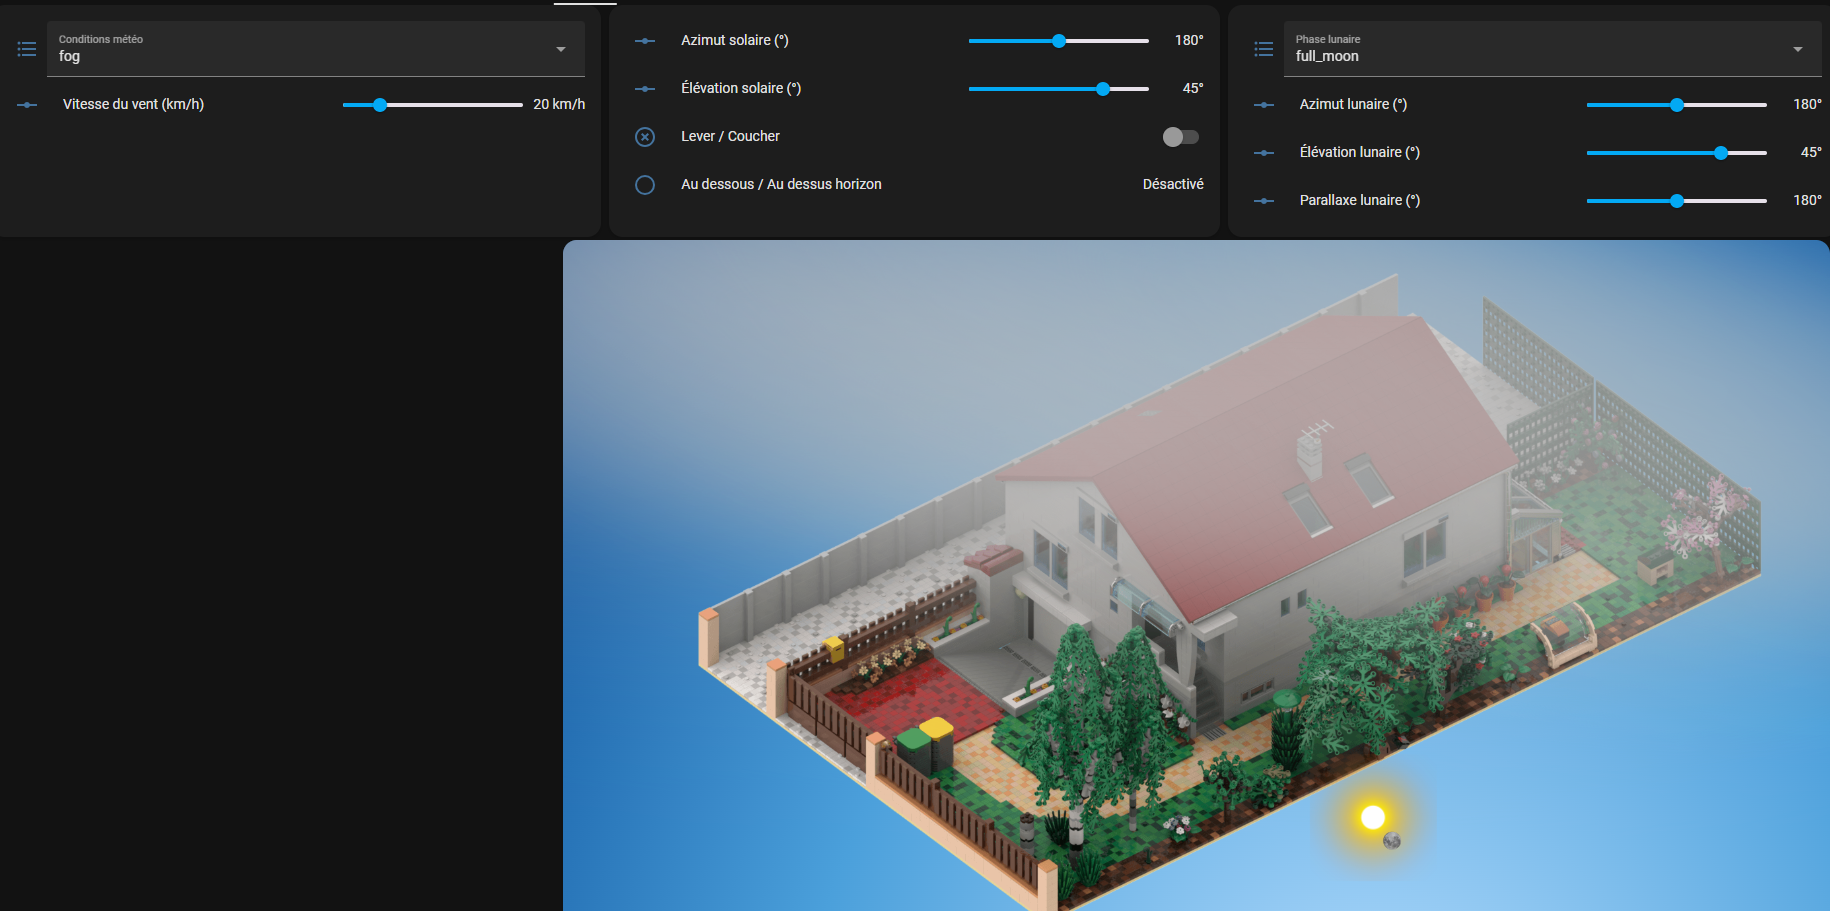 Conditions météo
fog
Vitesse du vent (km/h)
20 km/h
Azimut solaire (°)
180°
Élévation solaire (°)
45°
Lever / Coucher
Au dessous / Au dessus horizon
Désactivé
Phase lunaire
full_moon
Azimut lunaire (°)
180°
Élévation lunaire (°)
45°
Parallaxe lunaire (°)
180°